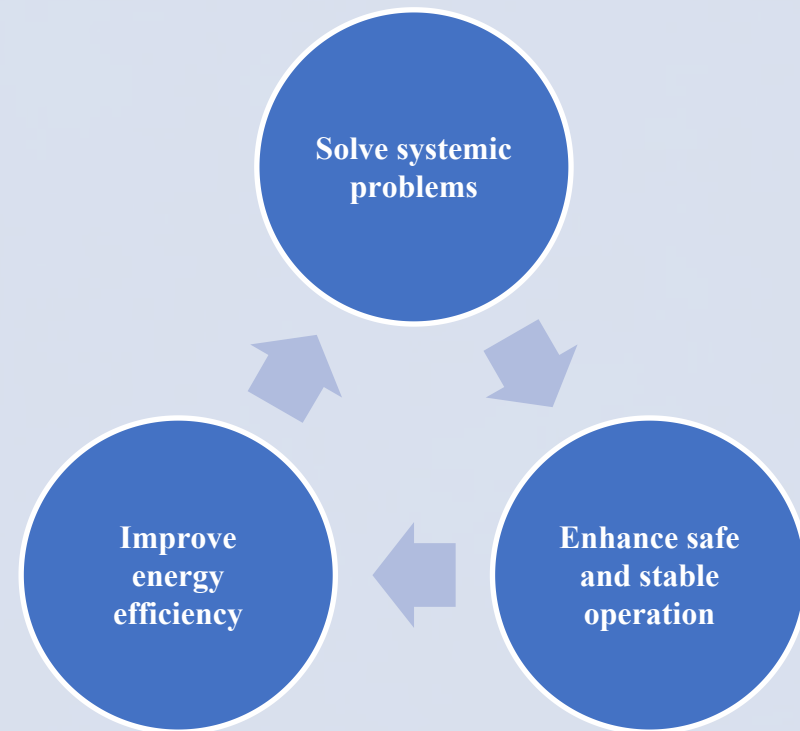 Solve systemic
problems
Improve
energy
efficiency
Enhance safe
and stable
operation